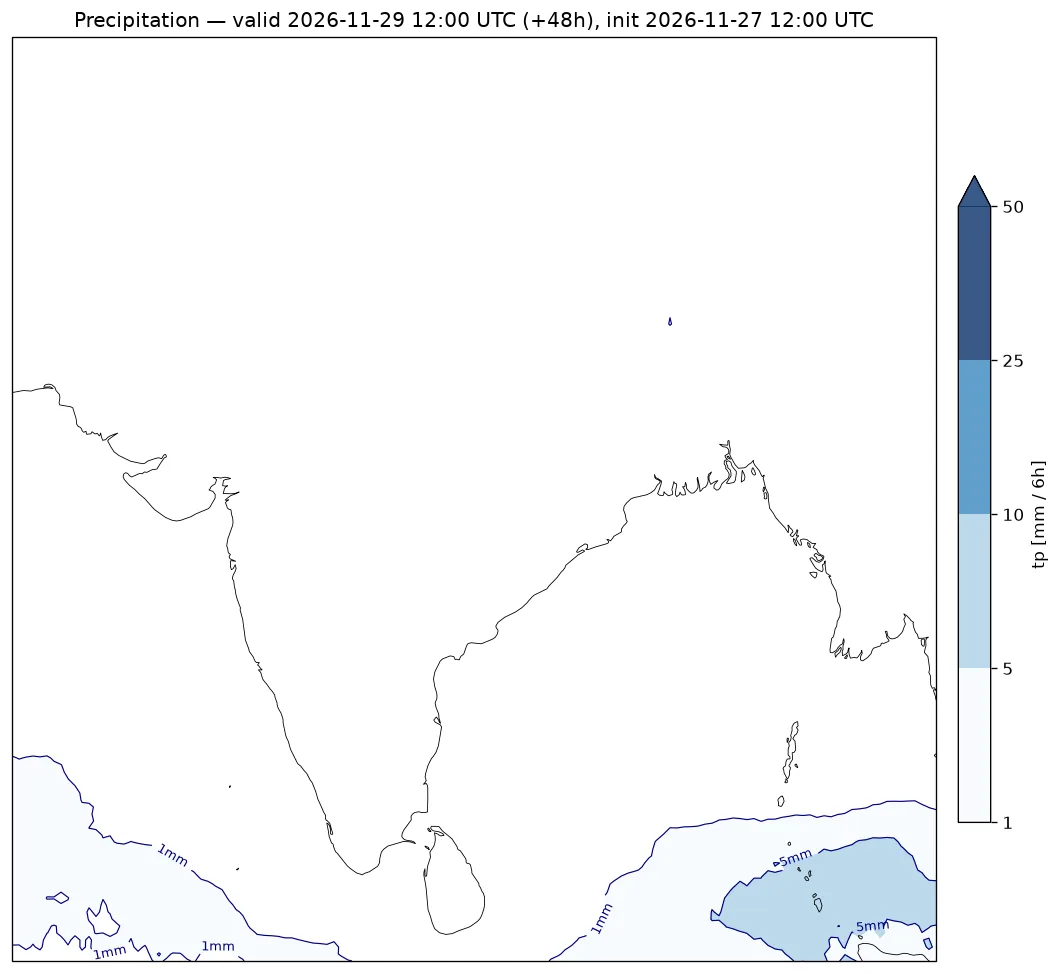 Precipitation — valid 2026-11-29 12:00 UTC (+48h), init 2026-11-27 12:00 UTC
50
25
10
5
1
tp [mm / 6h]
1mm
5mm
1mm
5mm
1mm
1mm